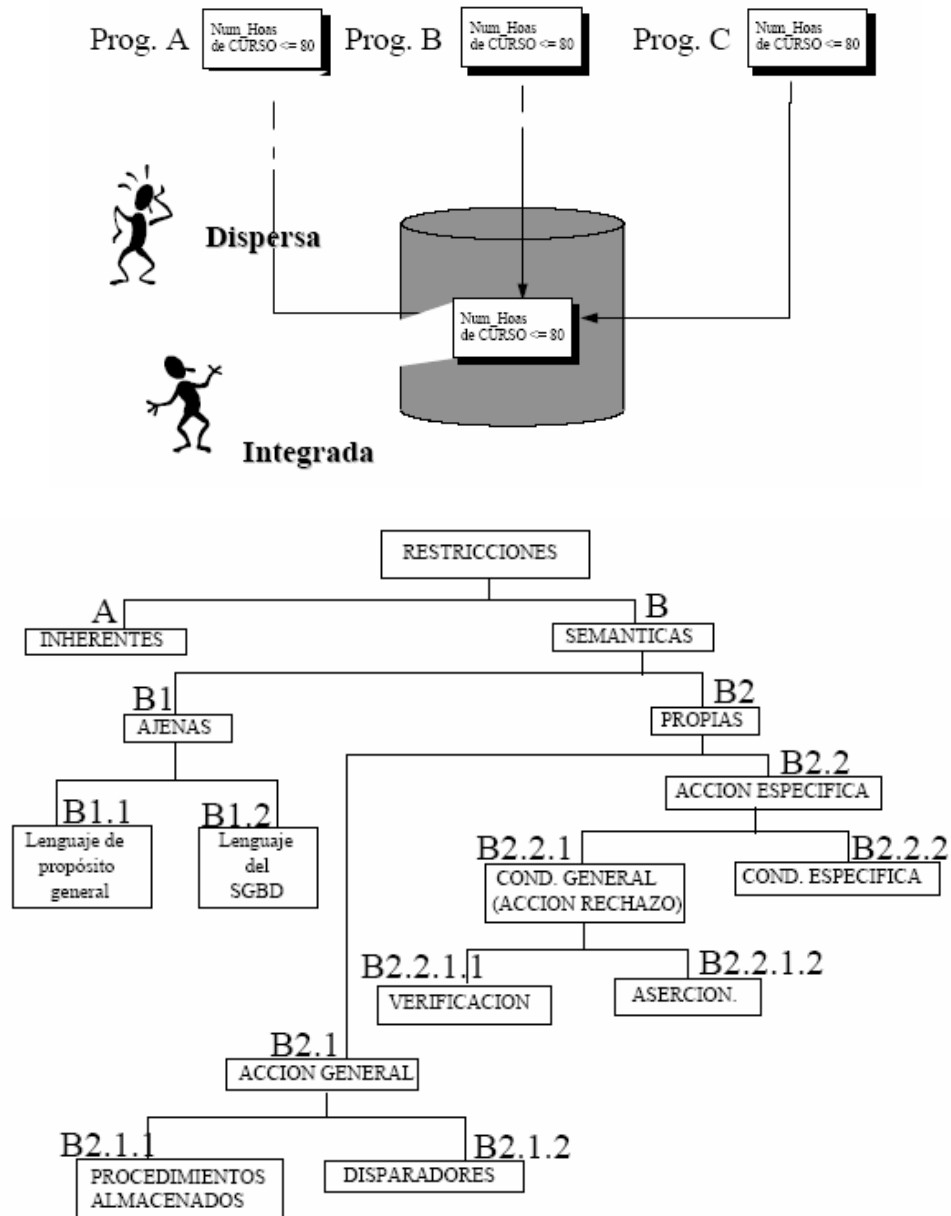 Prog. A
Num_Hoas
de CURSO <= 80
Prog. B
Num_Hoas
de CURSO <= 80
Prog. C
Num_Hoas
de CURSO <= 80
Dispersa
Num_Hoas
de CURSO <= 80
Integrada
RESTRICCIONES
A
INHERENTES
B
SEMANTICAS
B1
AJENAS
B2
PROPIAS
B1.1
Lenguaje de
propósito
general
B1.2
Lenguaje
del
SGBD
B2.2
ACCION ESPECIFICA
B2.2.1
COND. GENERAL
(ACCION RECHAZO)
B2.2.2
COND. ESPECIFICA
B2.2.1.1
VERIFICACION
B2.2.1.2
ASERCION.
B2.1
ACCION GENERAL
B2.1.1
PROCEDIMIENTOS
ALMACENADOS
B2.1.2
DISPARADORES